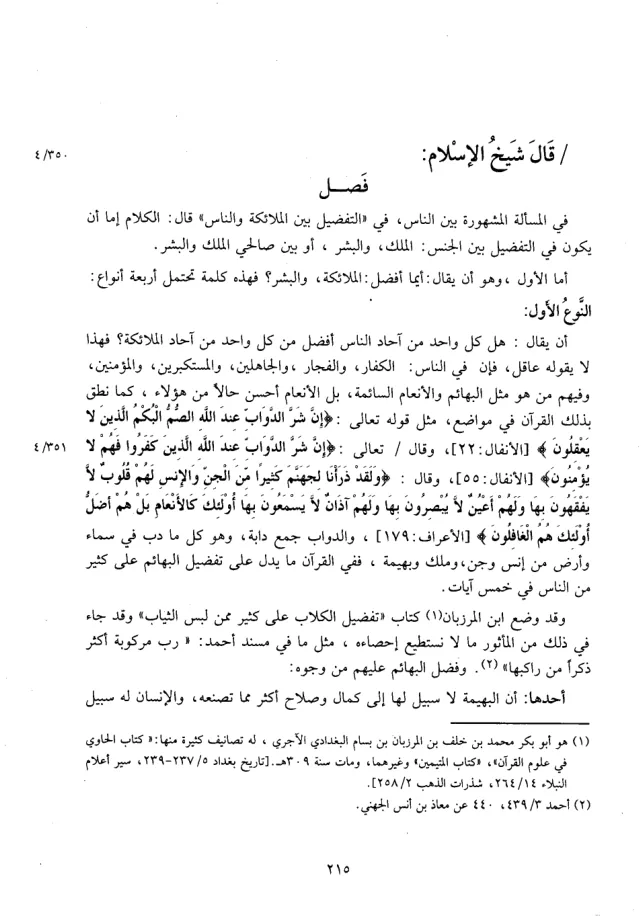 ٤/٣٥٠
/ قَالَ شَيْخُ الإِسْلام:
فَصــل
في المسألة المشهورة بين الناس، في «التفضيل بين الملائكة والناس» قال: الكلام إما أن
يكون في التفضيل بين الجنس: الملك، والبشر ، أو بين صالحي الملك والبشر.
أما الأول ،وهو أن يقال:أيما أفضل:الملائكة، والبشر؟ فهذه كلمة تحتمل أربعة أنواع:
النَّوعُ الأول:
أن يقال : هل كل واحد من آحاد الناس أفضل من كل واحد من آحاد الملائكة؟ فهذا
لا يقوله عاقل، فإن في الناس: الكفار، والفجار ،والجاهلين، والمستكبرين، والمؤمنين،
وفيهم من هو مثل البهائم والأنعام السائمة، بل الأنعام أحسن حالاً من هؤلاء ، كما نطق
بذلك القرآن في مواضع، مثل قوله تعالى :﴿إِنَّ شَرَّ الدَّوَابِّ عِندَ اللَّهِ الصُّمُّ الْبُكْمُ الَّذِينَ لا
يَعْقِلُونَ ﴾ [الأنفال:٢٢]، وقال / تعالى :﴿إِنَّ شَرَّ الدَّوَابِّ عِندَ اللَّهِ الَّذِينَ كَفَرُوا فَهُمْ لا
٤/٣٥١
يُؤْمِنُونَ﴾ [الأنفال:٥٥]، وقال : ﴿وَلَقَدْ ذَرَأْنَا لِجَهَنَّمَ كَثِيرًا مِّنَ الْجِنِّ وَالإِنسِ لَهُمْ قُلُوبٌ لاَّ
يَفْقَهُونَ بِهَا وَلَهُمْ أَعْيُنٌ لاَّ يُبْصِرُونَ بِهَا وَلَهُمْ آذَانٌ لاَّ يَسْمَعُونَ بِهَا أُولَئِكَ كَالأَنْعَامِ بَلْ هُمْ أَضَلُّ
أُولَئِكَ هُمُ الْغَافِلُونَ ﴾ [الأعراف:١٧٩] ، والدواب جمع دابة، وهو كل ما دب في سماء
وأرض من إنس وجن،وملك وبهيمة ، ففي القرآن ما يدل على تفضيل البهائم على كثير
من الناس في خمس آيات.
وقد وضع ابن المرزبان(١) كتاب «تفضيل الكلاب على كثير ممن لبس الثياب» وقد جاء
في ذلك من المأثور ما لا نستطيع إحصاءه ، مثل ما في مسند أحمد: « رب مركوبة أكثر
ذكراً من راكبها» (٢). وفضل البهائم عليهم من وجوه:
أحدها: أن البهيمة لا سبيل لها إلى كمال وصلاح أكثر مما تصنعه، والإنسان له سبيل
(١) هو أبو بكر محمد بن خلف بن المرزبان بن بسام البغدادي الآجري ، له تصانيف كثيرة منها:« كتاب الحاوي
في علوم القرآن»، «كتاب المتيمين» وغيرهما، ومات سنة ٣٠٩هـ.[تاريخ بغداد ٢٣٧/٥-٢٣٩، سير أعلام
النبلاء ٢٦٤/١٤، شذرات الذهب ٢٥٨/٢].
(٢) أحمد ٤٣٩/٣، ٤٤٠ عن معاذ بن أنس الجهني.
٢١٥